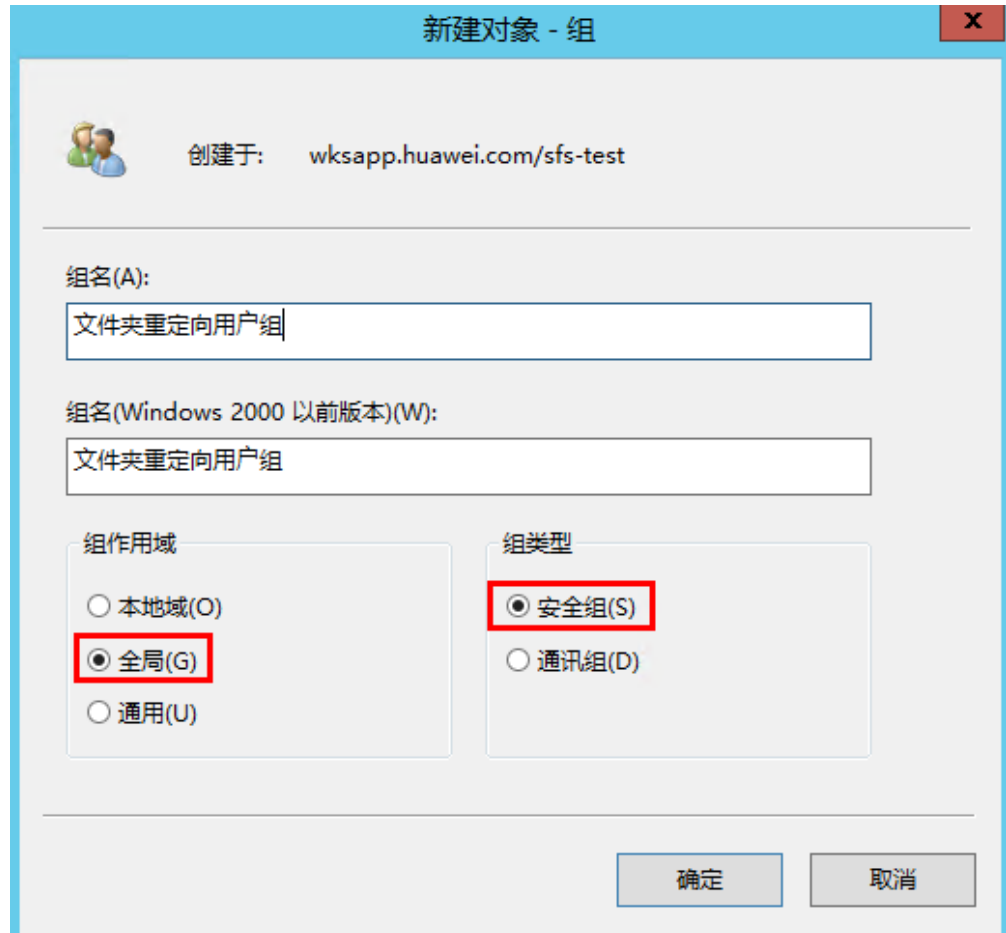 新建对象 - 组
x
创建于: wksapp.huawei.com/sfs-test
组名(A):
文件夹重定向用户组
组名(Windows 2000 以前版本)(W):
文件夹重定向用户组
组作用域
本地域(O)
全局(G)
通用(U)
组类型
安全组(S)
通讯组(D)
确定
取消